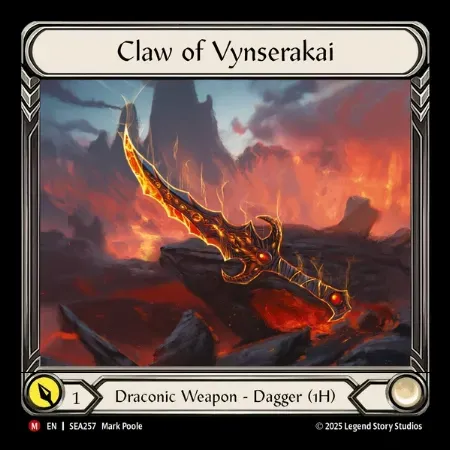 Claw of Vynserakai
1 Draconic Weapon - Dagger (1H)
M EN | SEA257 Mark Poole © 2025 Legend Story Studios